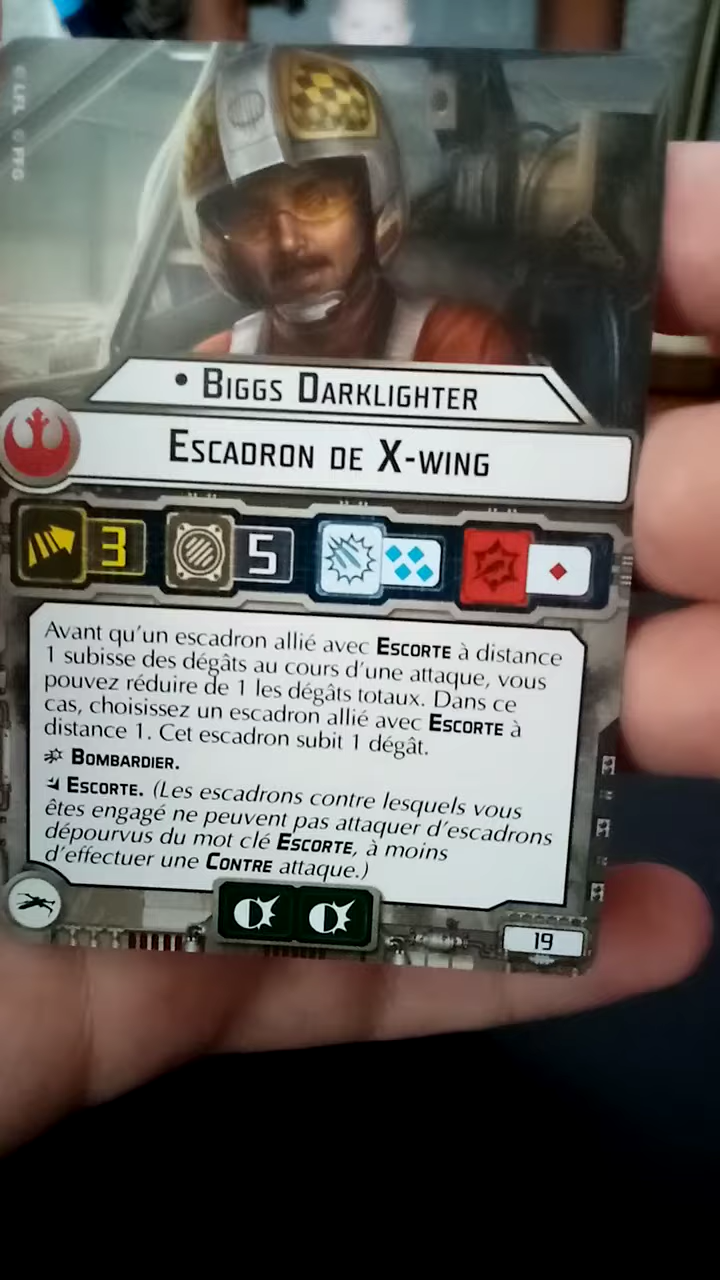 © LFL © FFG
• Biggs Darklighter
Escadron de X-wing
3 5
Avant qu'un escadron allié avec Escorte à distance
1 subisse des dégâts au cours d'une attaque, vous
pouvez réduire de 1 les dégâts totaux. Dans ce
cas, choisissez un escadron allié avec Escorte à
distance 1. Cet escadron subit 1 dégât.
Bombardier.
Escorte. (Les escadrons contre lesquels vous
êtes engagé ne peuvent pas attaquer d'escadrons
dépourvus du mot clé Escorte, à moins
d'effectuer une Contre attaque.)
19